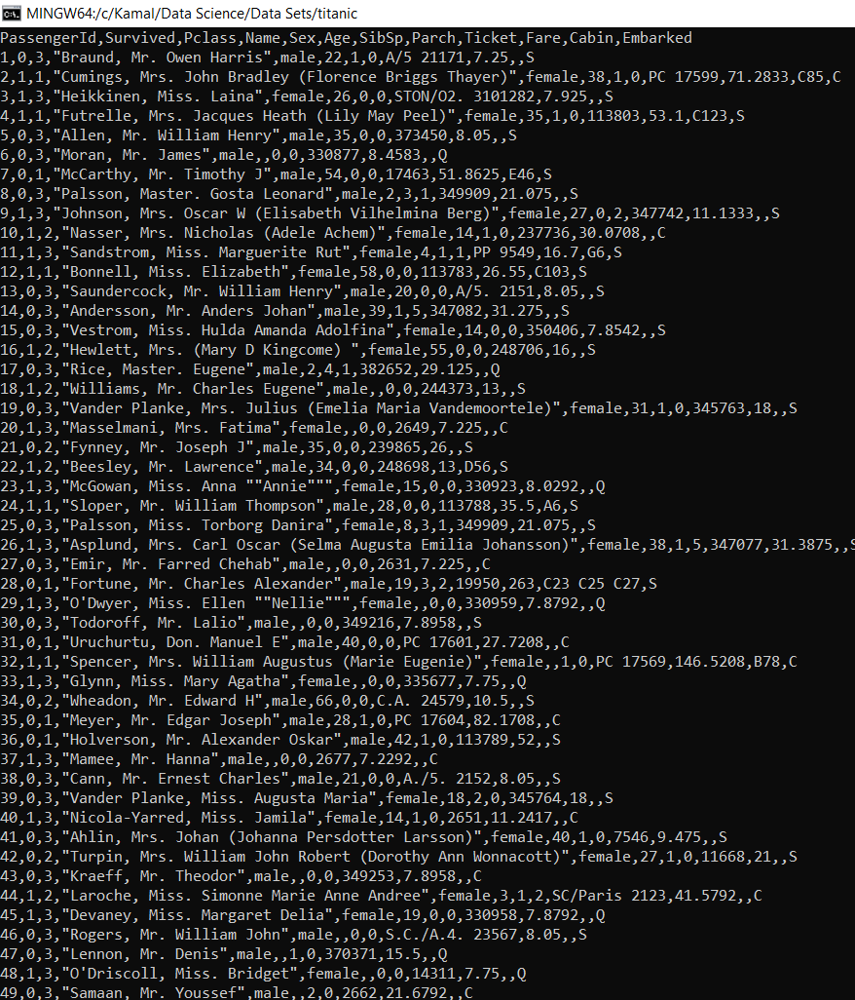 MINGW64:/c/Kamal/Data Science/Data Sets/titanic
PassengerId,Survived,Pclass,Name,Sex,Age,SibSp,Parch,Ticket,Fare,Cabin,Embarked
1,0,3,"Braund, Mr. Owen Harris",male,22,1,0,A/5 21171,7.25,,S
2,1,1,"Cumings, Mrs. John Bradley (Florence Briggs Thayer)",female,38,1,0,PC 17599,71.2833,C85,C
3,1,3,"Heikkinen, Miss. Laina",female,26,0,0,STON/O2. 3101282,7.925,,S
4,1,1,"Futrelle, Mrs. Jacques Heath (Lily May Peel)",female,35,1,0,113803,53.1,C123,S
5,0,3,"Allen, Mr. William Henry",male,35,0,0,373450,8.05,,S
6,0,3,"Moran, Mr. James",male,,0,0,330877,8.4583,,Q
7,0,1,"McCarthy, Mr. Timothy J",male,54,0,0,17463,51.8625,E46,S
8,0,3,"Palsson, Master. Gosta Leonard",male,2,3,1,349909,21.075,,S
9,1,3,"Johnson, Mrs. Oscar W (Elisabeth Vilhelmina Berg)",female,27,0,2,347742,11.1333,,S
10,1,2,"Nasser, Mrs. Nicholas (Adele Achem)",female,14,1,0,237736,30.0708,,C
11,1,3,"Sandstrom, Miss. Marguerite Rut",female,4,1,1,PP 9549,16.7,G6,S
12,1,1,"Bonnell, Miss. Elizabeth",female,58,0,0,113783,26.55,C103,S
13,0,3,"Saundercock, Mr. William Henry",male,20,0,0,A/5. 2151,8.05,,S
14,0,3,"Andersson, Mr. Anders Johan",male,39,1,5,347082,31.275,,S
15,0,3,"Vestrom, Miss. Hulda Amanda Adolfina",female,14,0,0,350406,7.8542,,S
16,1,2,"Hewlett, Mrs. (Mary D Kingcome) ",female,55,0,0,248706,16,,S
17,0,3,"Rice, Master. Eugene",male,2,4,1,382652,29.125,,Q
18,1,2,"Williams, Mr. Charles Eugene",male,,0,0,244373,13,,S
19,0,3,"Vander Planke, Mrs. Julius (Emelia Maria Vandemoortele)",female,31,1,0,345763,18,,S
20,1,3,"Masselmani, Mrs. Fatima",female,,0,0,2649,7.225,,C
21,0,2,"Fynney, Mr. Joseph J",male,35,0,0,239865,26,,S
22,1,2,"Beesley, Mr. Lawrence",male,34,0,0,248698,13,D56,S
23,1,3,"McGowan, Miss. Anna ""Annie""",female,15,0,0,330923,8.0292,,Q
24,1,1,"Sloper, Mr. William Thompson",male,28,0,0,113788,35.5,A6,S
25,0,3,"Palsson, Miss. Torborg Danira",female,8,3,1,349909,21.075,,S
26,1,3,"Asplund, Mrs. Carl Oscar (Selma Augusta Emilia Johansson)",female,38,1,5,347077,31.3875,,S
27,0,3,"Emir, Mr. Farred Chehab",male,,0,0,2631,7.225,,C
28,0,1,"Fortune, Mr. Charles Alexander",male,19,3,2,19950,263,C23 C25 C27,S
29,1,3,"O'Dwyer, Miss. Ellen ""Nellie""",female,,0,0,330959,7.8792,,Q
30,0,3,"Todoroff, Mr. Lalio",male,,0,0,349216,7.8958,,S
31,0,1,"Uruchurtu, Don. Manuel E",male,40,0,0,PC 17601,27.7208,,C
32,1,1,"Spencer, Mrs. William Augustus (Marie Eugenie)",female,,1,0,PC 17569,146.5208,B78,C
33,1,3,"Glynn, Miss. Mary Agatha",female,,0,0,335677,7.75,,Q
34,0,2,"Wheadon, Mr. Edward H",male,66,0,0,C.A. 24579,10.5,,S
35,0,1,"Meyer, Mr. Edgar Joseph",male,28,1,0,PC 17604,82.1708,,C
36,0,1,"Holverson, Mr. Alexander Oskar",male,42,1,0,113789,52,,S
37,1,3,"Mamee, Mr. Hanna",male,,0,0,2677,7.2292,,C
38,0,3,"Cann, Mr. Ernest Charles",male,21,0,0,A./5. 2152,8.05,,S
39,0,3,"Vander Planke, Miss. Augusta Maria",female,18,2,0,345764,18,,S
40,1,3,"Nicola-Yarred, Miss. Jamila",female,14,1,0,2651,11.2417,,C
41,0,3,"Ahlin, Mrs. Johan (Johanna Persdotter Larsson)",female,40,1,0,7546,9.475,,S
42,0,2,"Turpin, Mrs. William John Robert (Dorothy Ann Wonnacott)",female,27,1,0,11668,21,,S
43,0,3,"Kraeff, Mr. Theodor",male,,0,0,349253,7.8958,,C
44,1,2,"Laroche, Miss. Simonne Marie Anne Andree",female,3,1,2,SC/Paris 2123,41.5792,,C
45,1,3,"Devaney, Miss. Margaret Delia",female,19,0,0,330958,7.8792,,Q
46,0,3,"Rogers, Mr. William John",male,,0,0,S.C./A.4. 23567,8.05,,S
47,0,3,"Lennon, Mr. Denis",male,,1,0,370371,15.5,,Q
48,1,3,"O'Driscoll, Miss. Bridget",female,,0,0,14311,7.75,,Q
49,0,3,"Samaan, Mr. Youssef",male,,2,0,2662,21.6792,,C